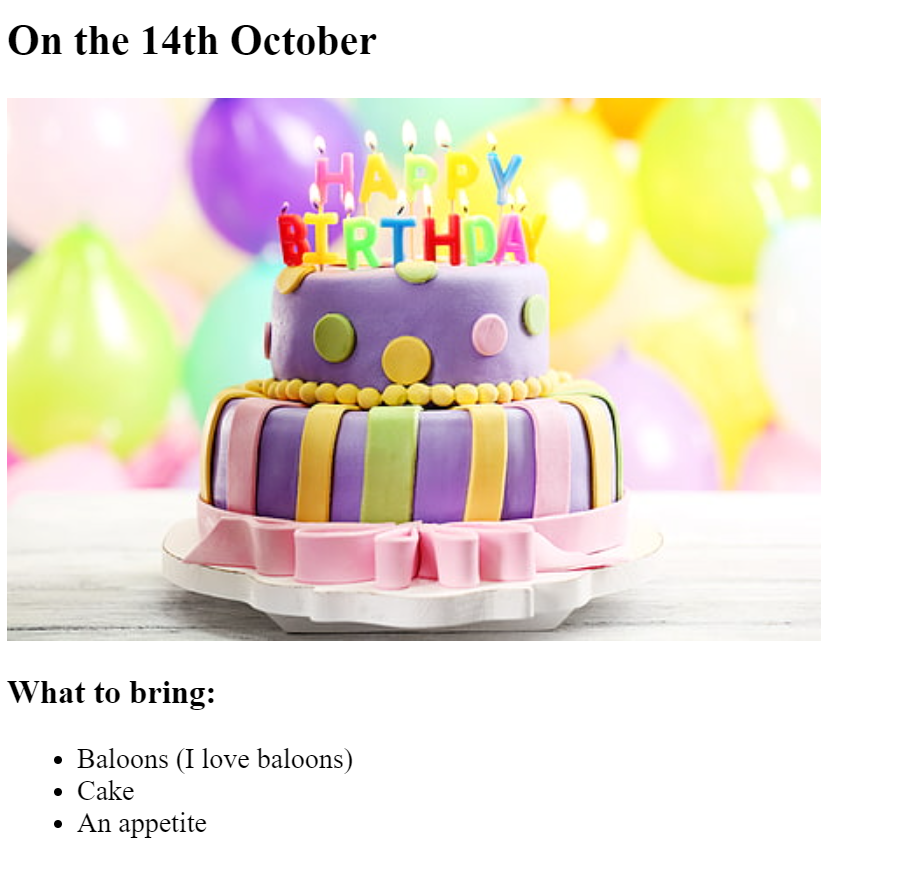 On the 14th October
HAPPY
BIRTHDAY
What to bring:
Baloons (I love baloons)
Cake
An appetite